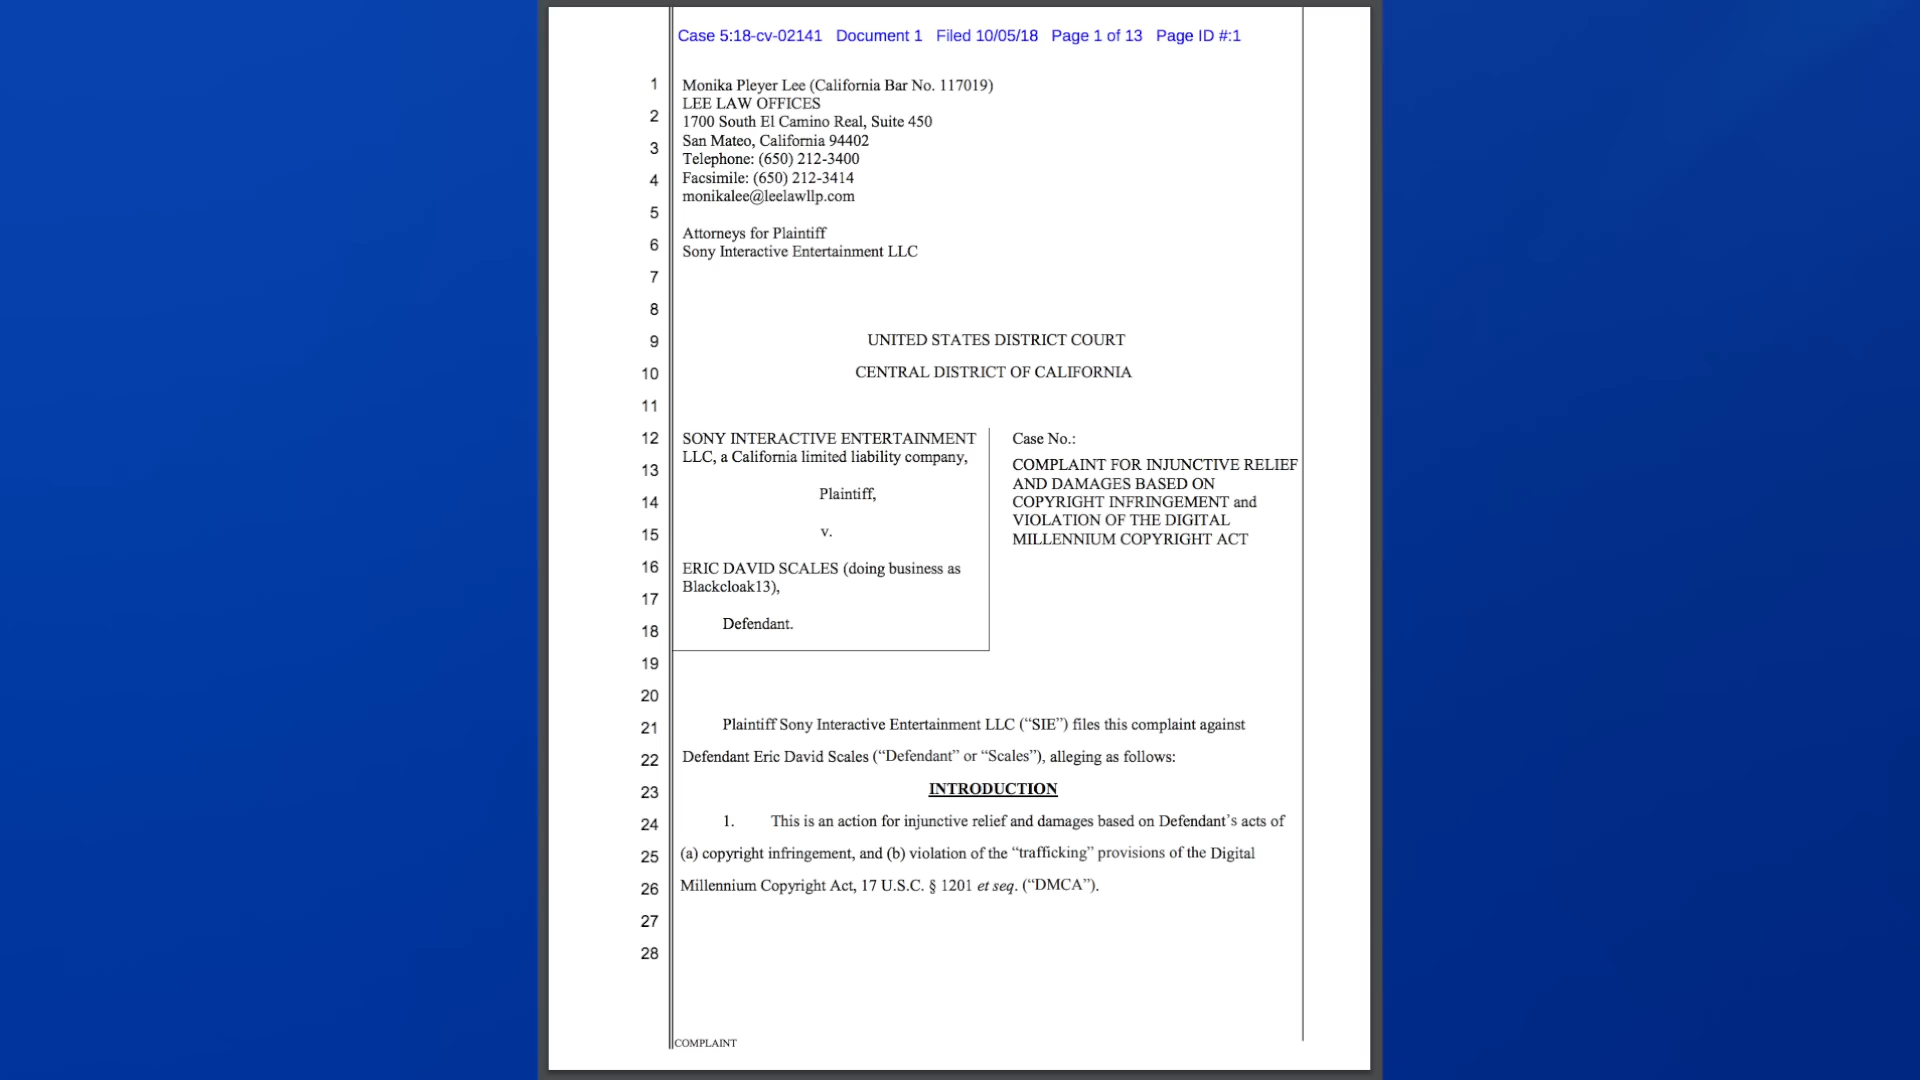 Case 5:18-cv-02141 Document 1 Filed 10/05/18 Page 1 of 13 Page ID #:1
1
2
3
4
5
6
7
8
9
10
11
12
13
14
15
16
17
18
19
20
21
22
23
24
25
26
27
28
Monika Pleyer Lee (California Bar No. 117019)
LEE LAW OFFICES
1700 South El Camino Real, Suite 450
San Mateo, California 94402
Telephone: (650) 212-3400
Facsimile: (650) 212-3414
monikalee@leelawllp.com
Attorneys for Plaintiff
Sony Interactive Entertainment LLC
UNITED STATES DISTRICT COURT
CENTRAL DISTRICT OF CALIFORNIA
SONY INTERACTIVE ENTERTAINMENT
LLC, a California limited liability company,
Plaintiff,
v.
ERIC DAVID SCALES (doing business as
Blackcloak13),
Defendant.
Case No.:
COMPLAINT FOR INJUNCTIVE RELIEF
AND DAMAGES BASED ON
COPYRIGHT INFRINGEMENT and
VIOLATION OF THE DIGITAL
MILLENNIUM COPYRIGHT ACT
Plaintiff Sony Interactive Entertainment LLC (“SIE”) files this complaint against
Defendant Eric David Scales (“Defendant” or “Scales”), alleging as follows:
INTRODUCTION
1. This is an action for injunctive relief and damages based on Defendant’s acts of
(a) copyright infringement, and (b) violation of the “trafficking” provisions of the Digital
Millennium Copyright Act, 17 U.S.C. § 1201 et seq. (“DMCA”).
COMPLAINT